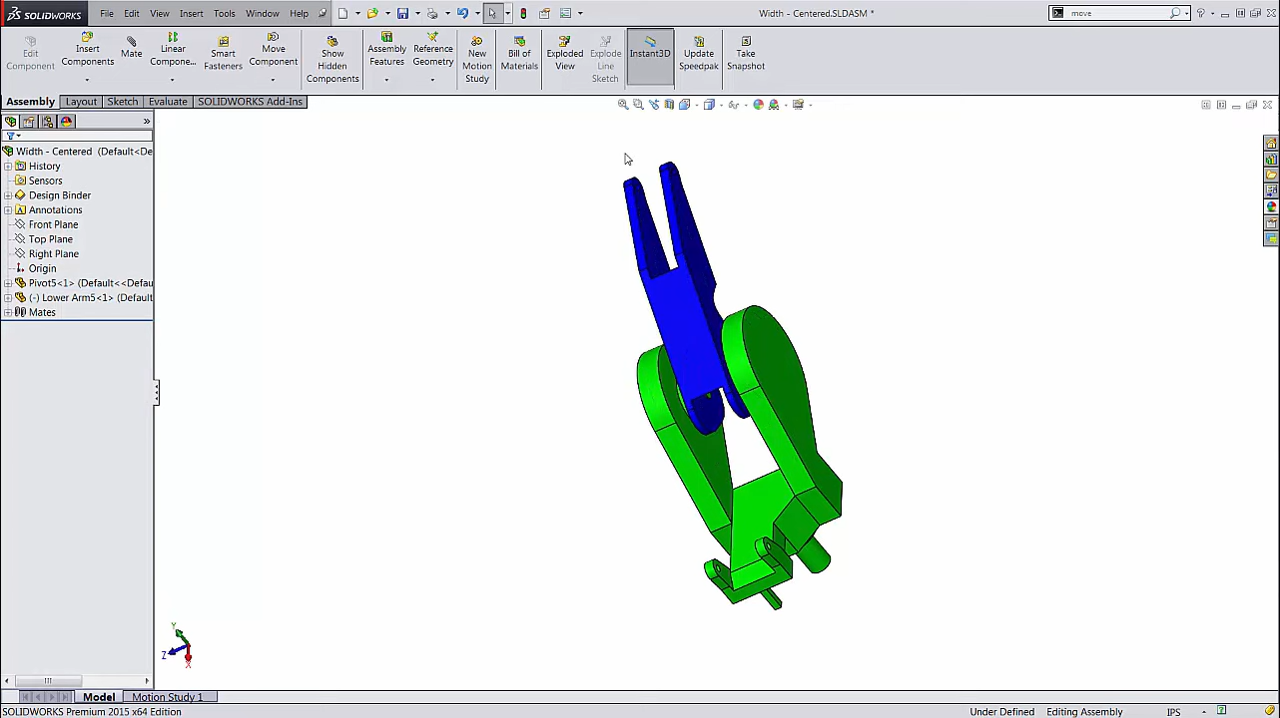 SOLIDWORKS
File Edit View Insert Tools Window Help
Width - Centered.SLDASM *
move
Edit Component
Insert Components
Mate
Linear Compone...
Smart Fasteners
Move Component
Show Hidden Components
Assembly Features
Reference Geometry
New Motion Study
Bill of Materials
Exploded View
Explode Line Sketch
Instant3D
Update Speedpak
Take Snapshot
Assembly Layout Sketch Evaluate SOLIDWORKS Add-Ins
Width - Centered (Default<De
History
Sensors
Design Binder
Annotations
Front Plane
Top Plane
Right Plane
Origin
Pivot5<1> (Default<<Defau
(-) Lower Arm5<1> (Default
Mates
Y
Z
X
Model Motion Study 1
SOLIDWORKS Premium 2015 x64 Edition
Under Defined Editing Assembly IPS